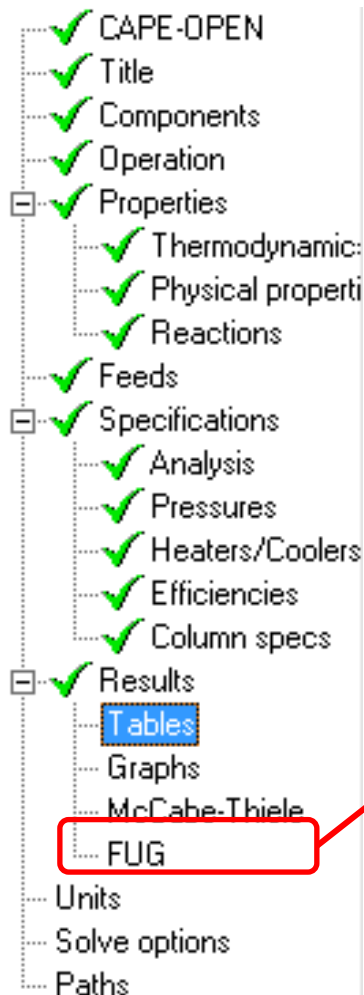 CAPE-OPEN
Title
Components
Operation
Properties
Thermodynamic:
Physical properti
Reactions
Feeds
Specifications
Analysis
Pressures
Heaters/Coolers
Efficiencies
Column specs
Results
Tables
Graphs
McCabe-Thiele
FUG
Units
Solve options
Paths